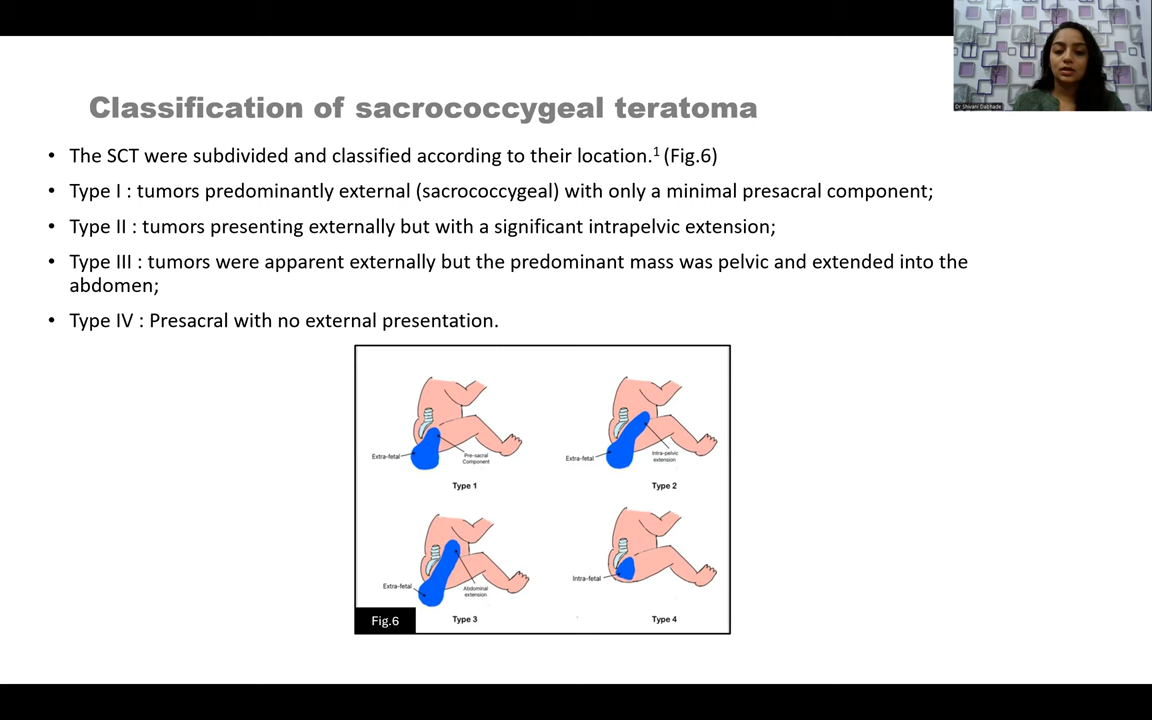 Dr Shivani Dabhade
Classification of sacrococcygeal teratoma
• The SCT were subdivided and classified according to their location.¹ (Fig.6)
• Type I : tumors predominantly external (sacrococcygeal) with only a minimal presacral component;
• Type II : tumors presenting externally but with a significant intrapelvic extension;
• Type III : tumors were apparent externally but the predominant mass was pelvic and extended into the
abdomen;
• Type IV : Presacral with no external presentation.
Extra-fetal
Pre-sacral
Component
Type 1
Extra-fetal
Intra-pelvic
extension
Type 2
Extra-fetal
Abdominal
extension
Type 3
Intra-fetal
Type 4
Fig.6